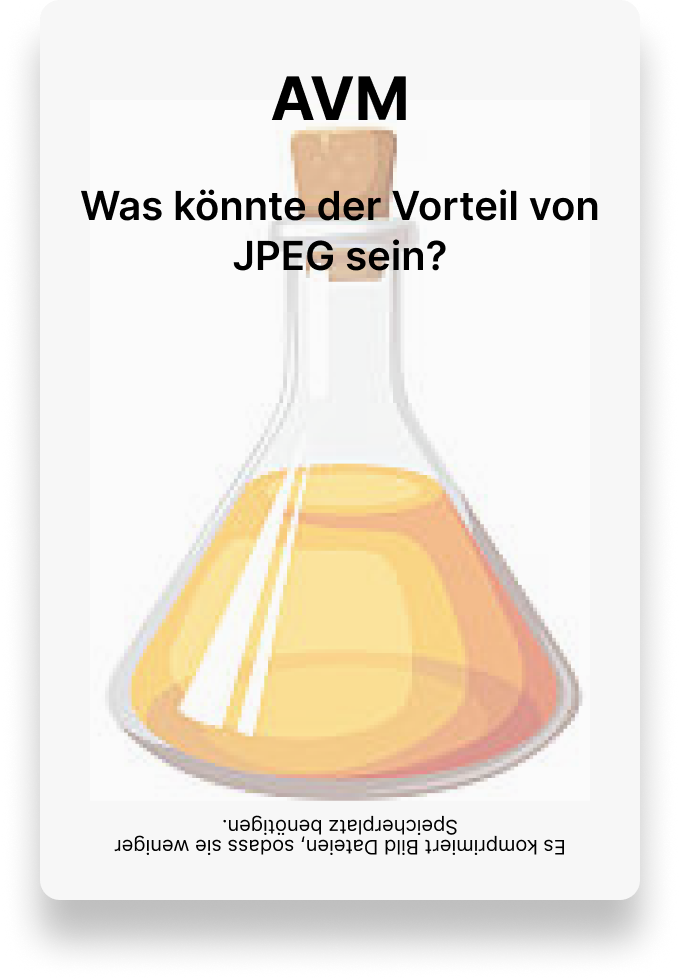 AVM
Was könnte der Vorteil von
JPEG sein?
Es komprimiert Bild Dateien, sodass sie weniger
Speicherplatz benötigen.